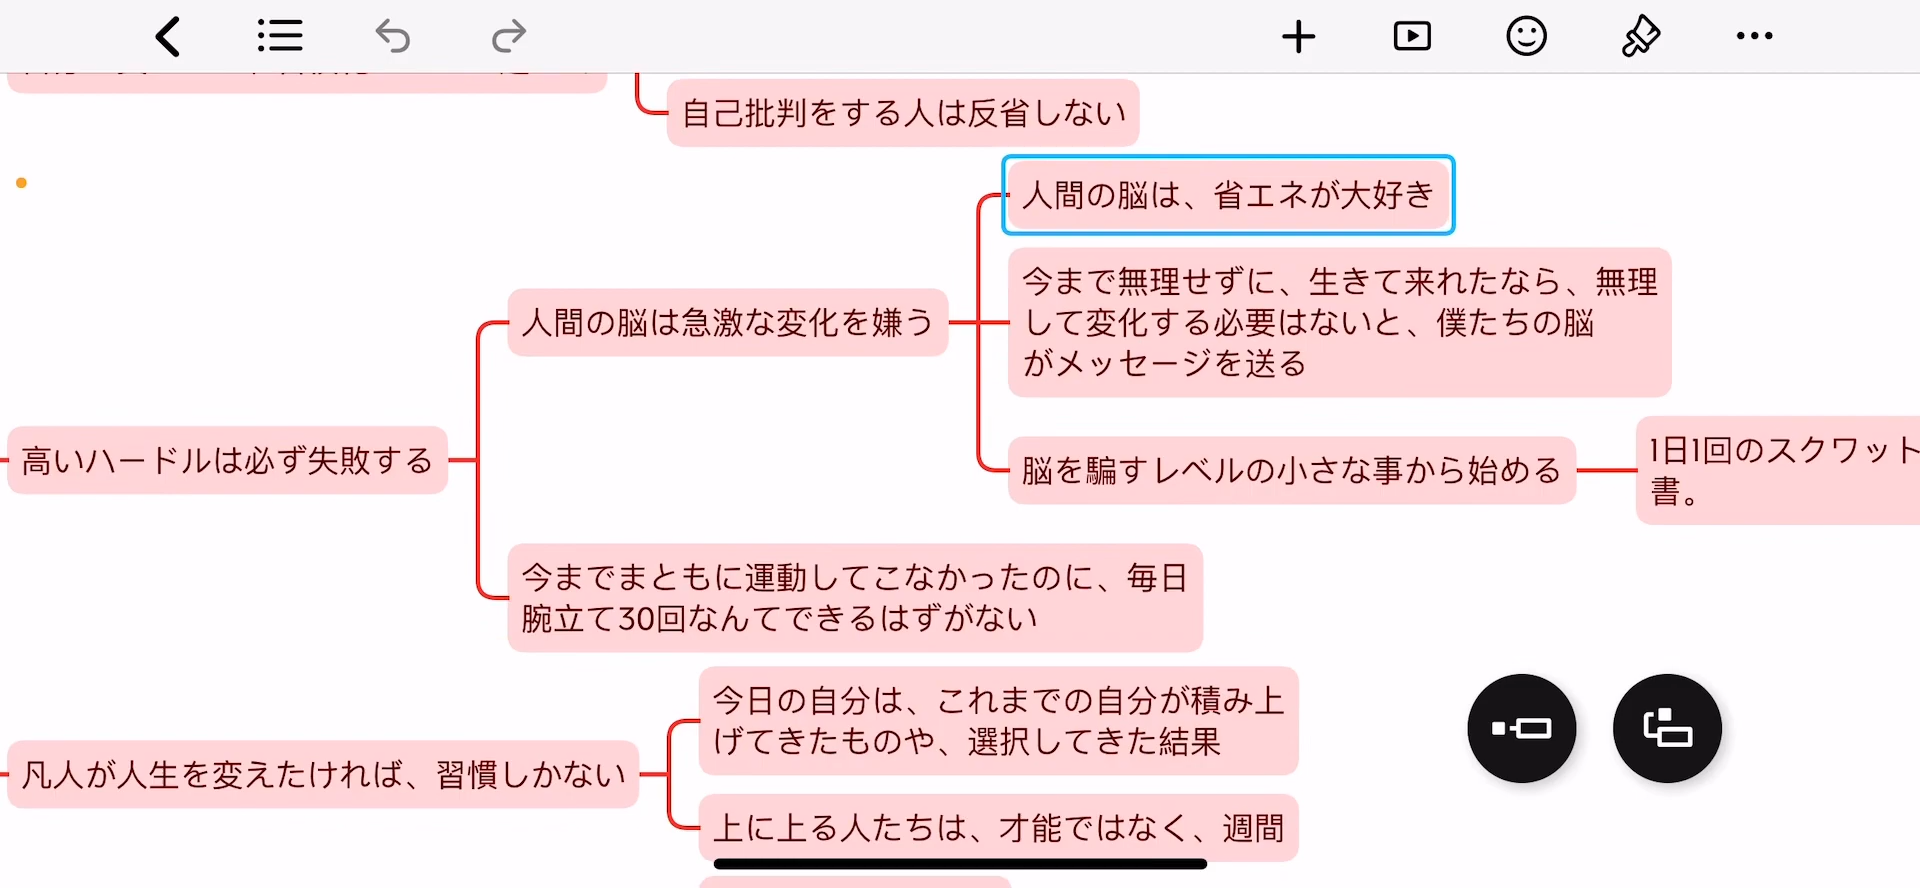 自己批判をする人は反省しない
人間の脳は、省エネが大好き
今まで無理せずに、生きて来れたなら、無理
して変化する必要はないと、僕たちの脳
がメッセージを送る
人間の脳は急激な変化を嫌う
高いハードルは必ず失敗する
脳を騙すレベルの小さな事から始める
1日1回のスクワット
書。
今までまともに運動してこなかったのに、毎日
腕立て30回なんてできるはずがない
今日の自分は、これまでの自分が積み上
げてきたものや、選択してきた結果
凡人が人生を変えたければ、習慣しかない
上に上る人たちは、才能ではなく、週間